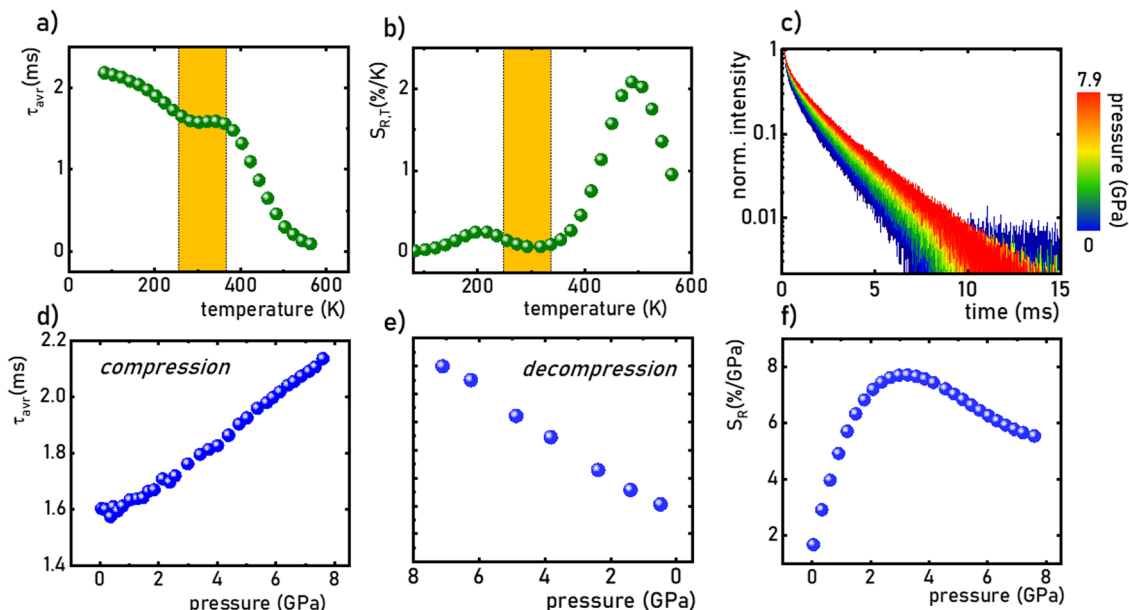 a)
τavr(ms)
2
1
0
0 200 400 600
temperature (K)
b)
SR,T(%/K)
2
1
0
200 400 600
temperature (K)
c)
norm. intensity
1
0.1
0.01
0 5 10 15
time (ms)
7.9
pressure (GPa)
0
d)
compression
τavr(ms)
2.2
2.0
1.8
1.6
1.4
0 2 4 6 8
pressure (GPa)
e)
decompression
8 6 4 2 0
pressure (GPa)
f)
SR(%/GPa)
8
6
4
2
0 2 4 6 8
pressure (GPa)